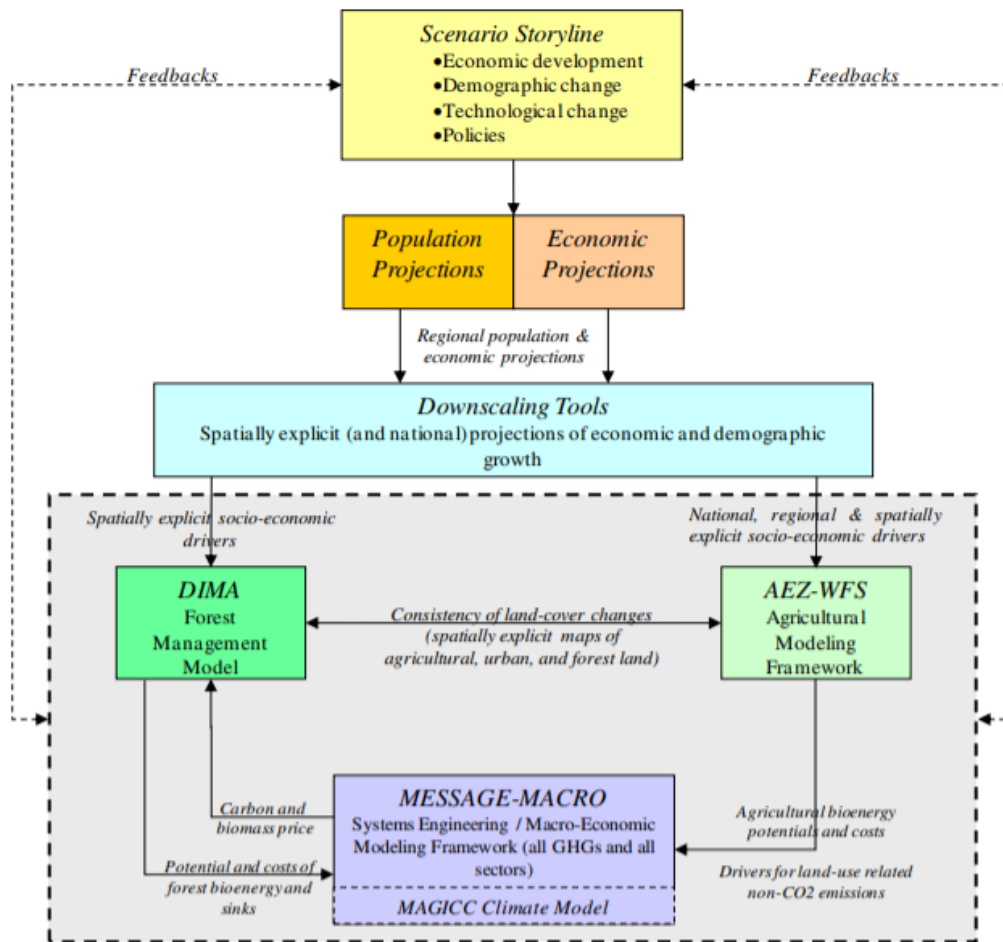 Scenario Storyline
•Economic development
•Demographic change
•Technological change
•Policies
Feedbacks
Feedbacks
Population
Projections
Economic
Projections
Regional population &
economic projections
Downscaling Tools
Spatially explicit (and national) projections of economic and demographic
growth
Spatially explicit socio-economic
drivers
National, regional & spatially
explicit socio-economic drivers
DIMA
Forest
Management
Model
Consistency of land-cover changes
(spatially explicit maps of
agricultural, urban, and forest land)
AEZ-WFS
Agricultural
Modeling
Framework
Carbon and
biomass price
MESSAGE-MACRO
Systems Engineering / Macro-Economic
Modeling Framework (all GHGs and all
sectors)
MAGICC Climate Model
Agricultural bioenergy
potentials and costs
Potential and costs of
forest bioenergy and
sinks
Drivers for land-use related
non-CO2 emissions